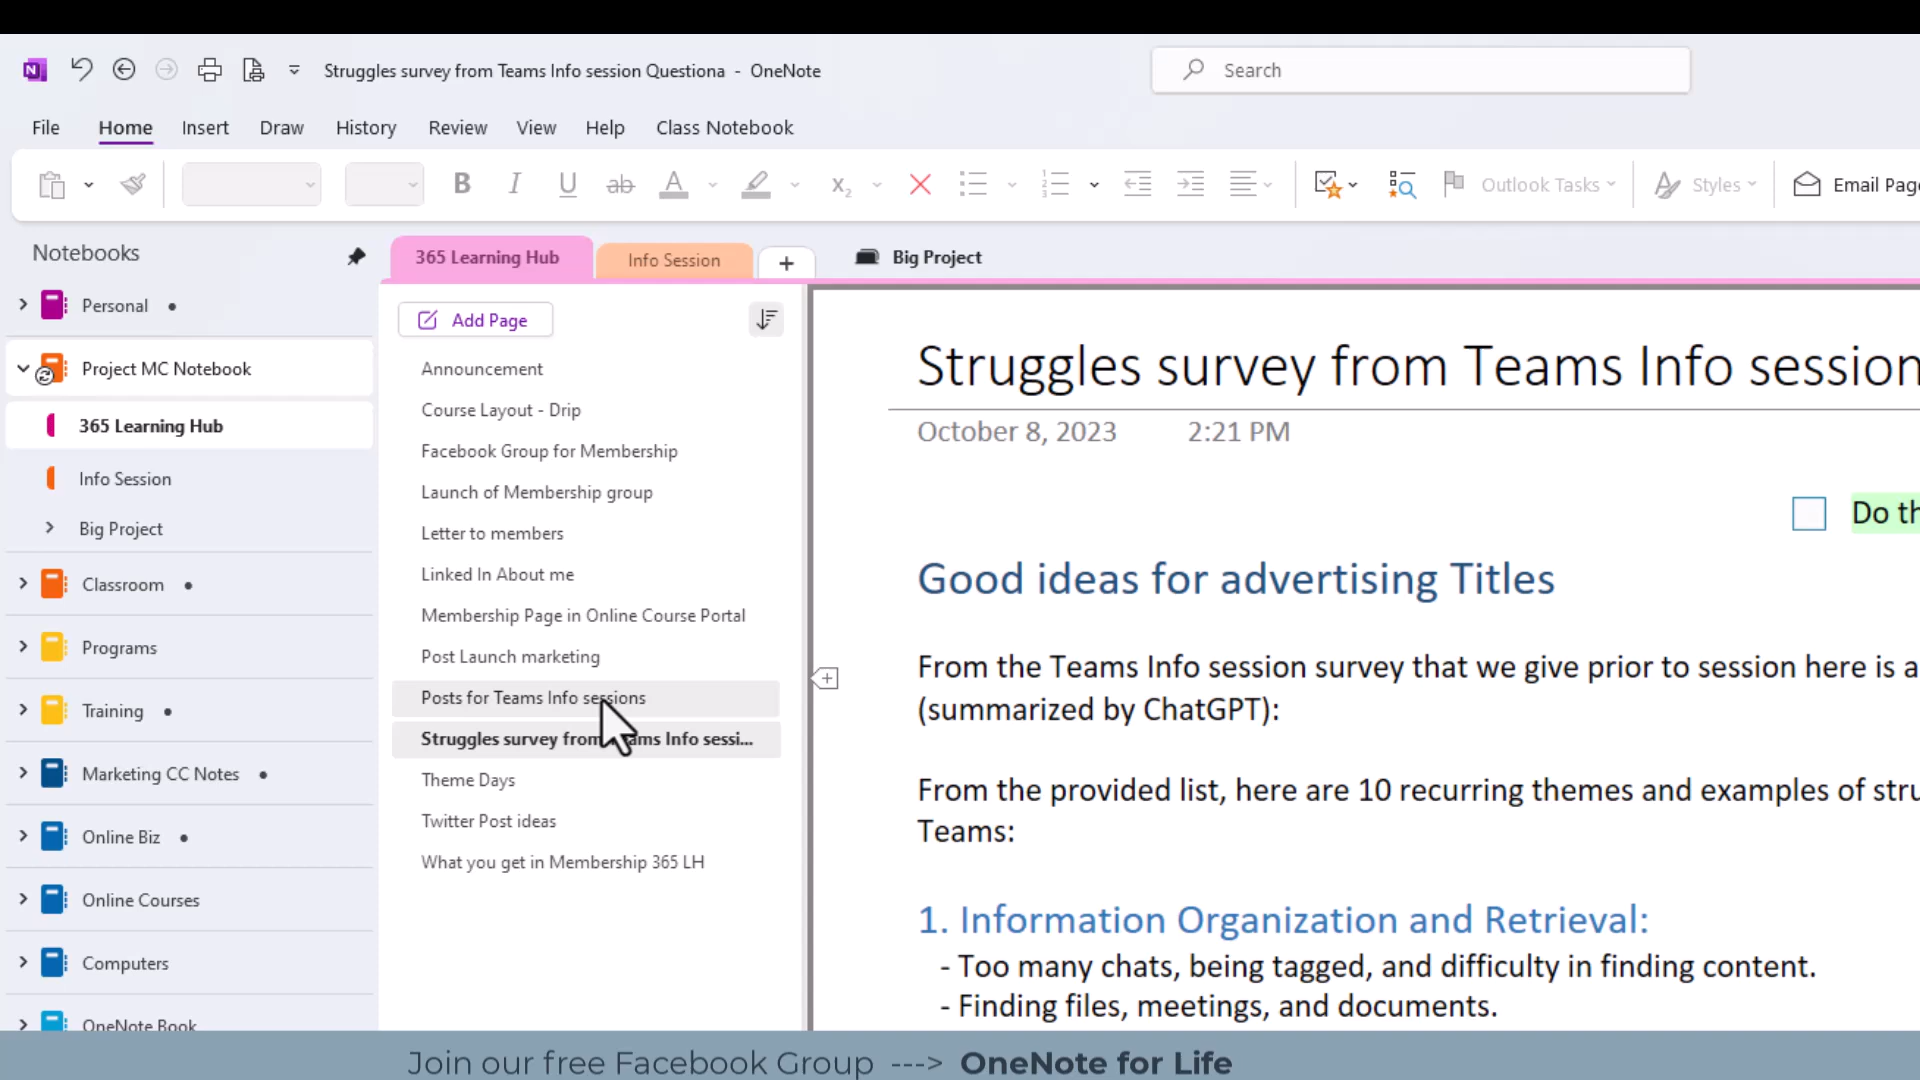 Struggles survey from Teams Info session Questiona - OneNote
Search
File Home Insert Draw History Review View Help Class Notebook
Outlook Tasks Styles Email Pag
Notebooks
365 Learning Hub Info Session + Big Project
Personal
Project MC Notebook
365 Learning Hub
Info Session
Big Project
Classroom
Programs
Training
Marketing CC Notes
Online Biz
Online Courses
Computers
OneNote Book
Add Page
Announcement
Course Layout - Drip
Facebook Group for Membership
Launch of Membership group
Letter to members
Linked In About me
Membership Page in Online Course Portal
Post Launch marketing
Posts for Teams Info sessions
Struggles survey from Teams Info sessi...
Theme Days
Twitter Post ideas
What you get in Membership 365 LH
Struggles survey from Teams Info session
October 8, 2023 2:21 PM
Do th
Good ideas for advertising Titles
From the Teams Info session survey that we give prior to session here is a
(summarized by ChatGPT):
From the provided list, here are 10 recurring themes and examples of stru
Teams:
1. Information Organization and Retrieval:
- Too many chats, being tagged, and difficulty in finding content.
- Finding files, meetings, and documents.
Join our free Facebook Group ---> OneNote for Life